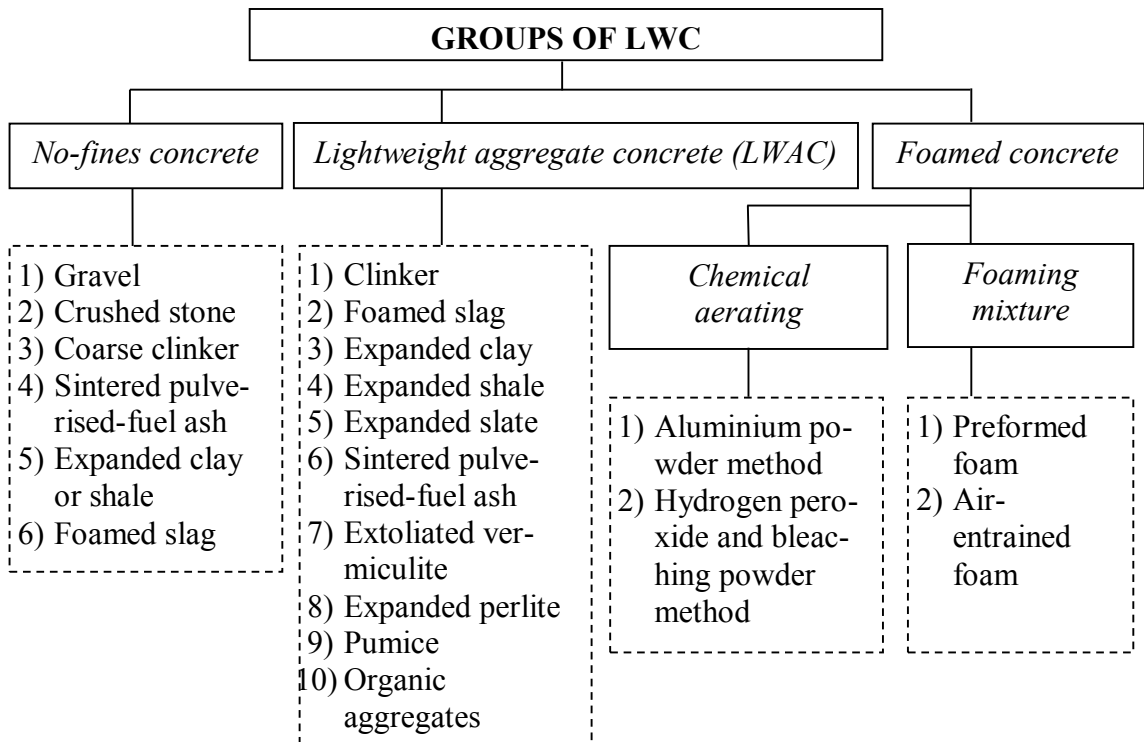 GROUPS OF LWC
No-fines concrete
Lightweight aggregate concrete (LWAC)
Foamed concrete
1) Gravel
2) Crushed stone
3) Coarse clinker
4) Sintered pulve-
rised-fuel ash
5) Expanded clay
or shale
6) Foamed slag
1) Clinker
2) Foamed slag
3) Expanded clay
4) Expanded shale
5) Expanded slate
6) Sintered pulve-
rised-fuel ash
7) Extoliated ver-
miculite
8) Expanded perlite
9) Pumice
10) Organic
aggregates
Chemical
aerating
1) Aluminium po-
wder method
2) Hydrogen pero-
xide and bleac-
hing powder
method
Foaming
mixture
1) Preformed
foam
2) Air-
entrained
foam